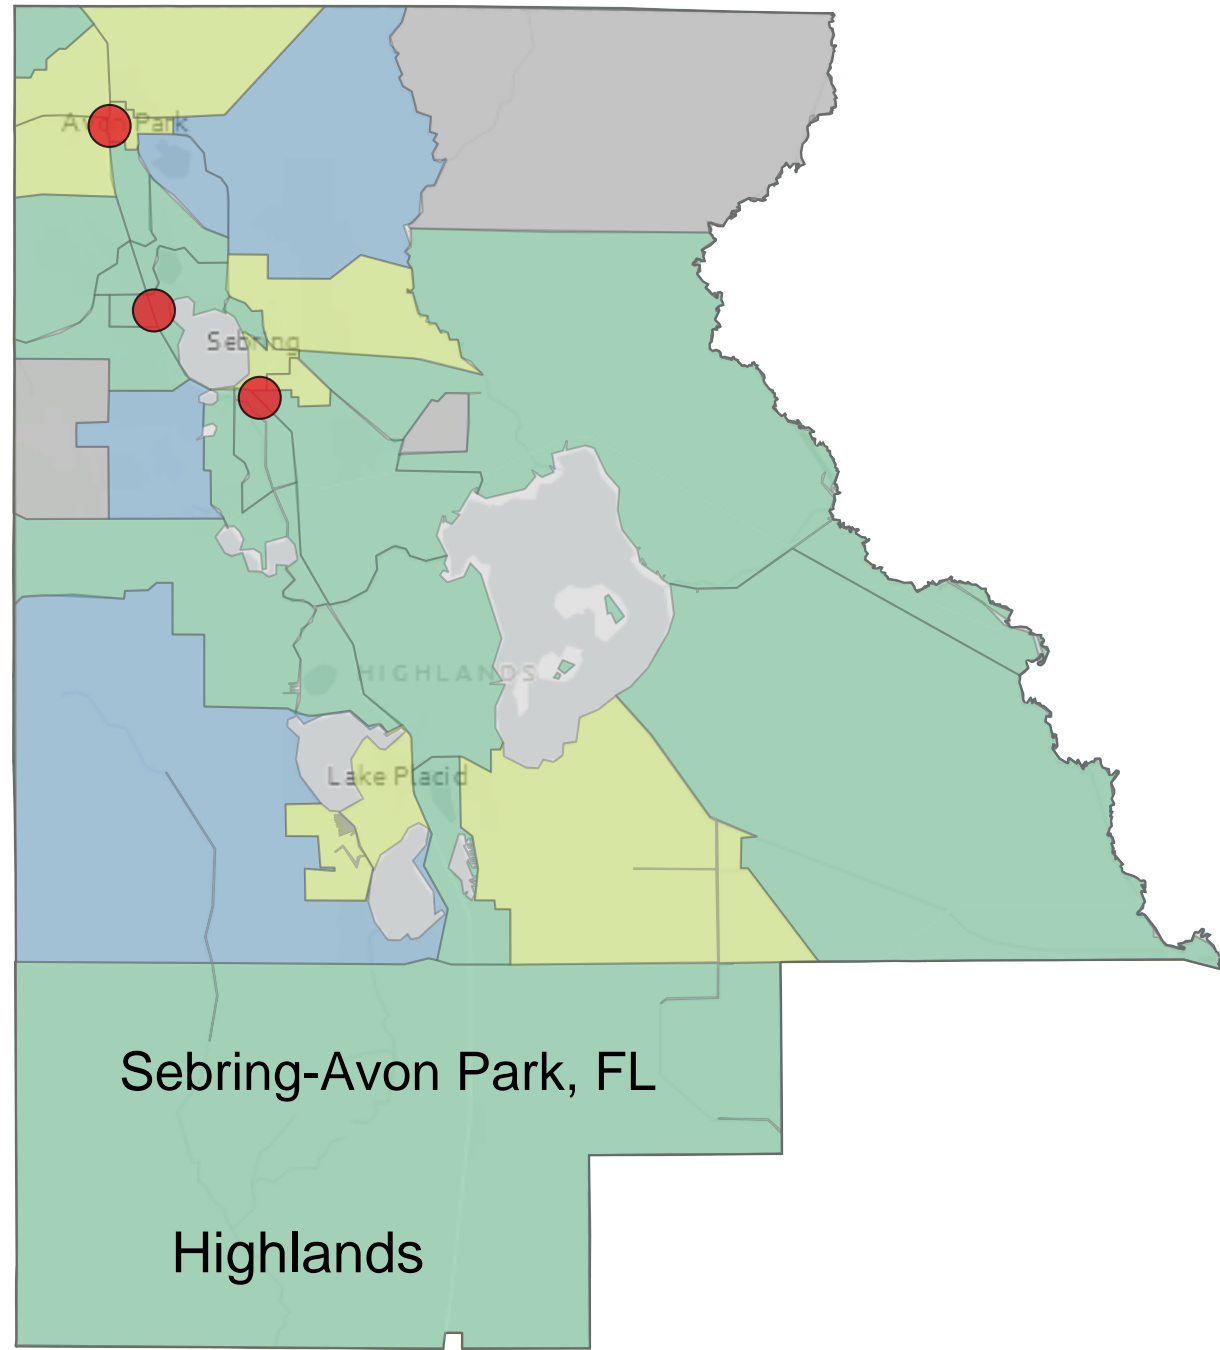 Avon Park
Sebring
HIGHLANDS
Lake Placid
Sebring-Avon Park, FL
Highlands